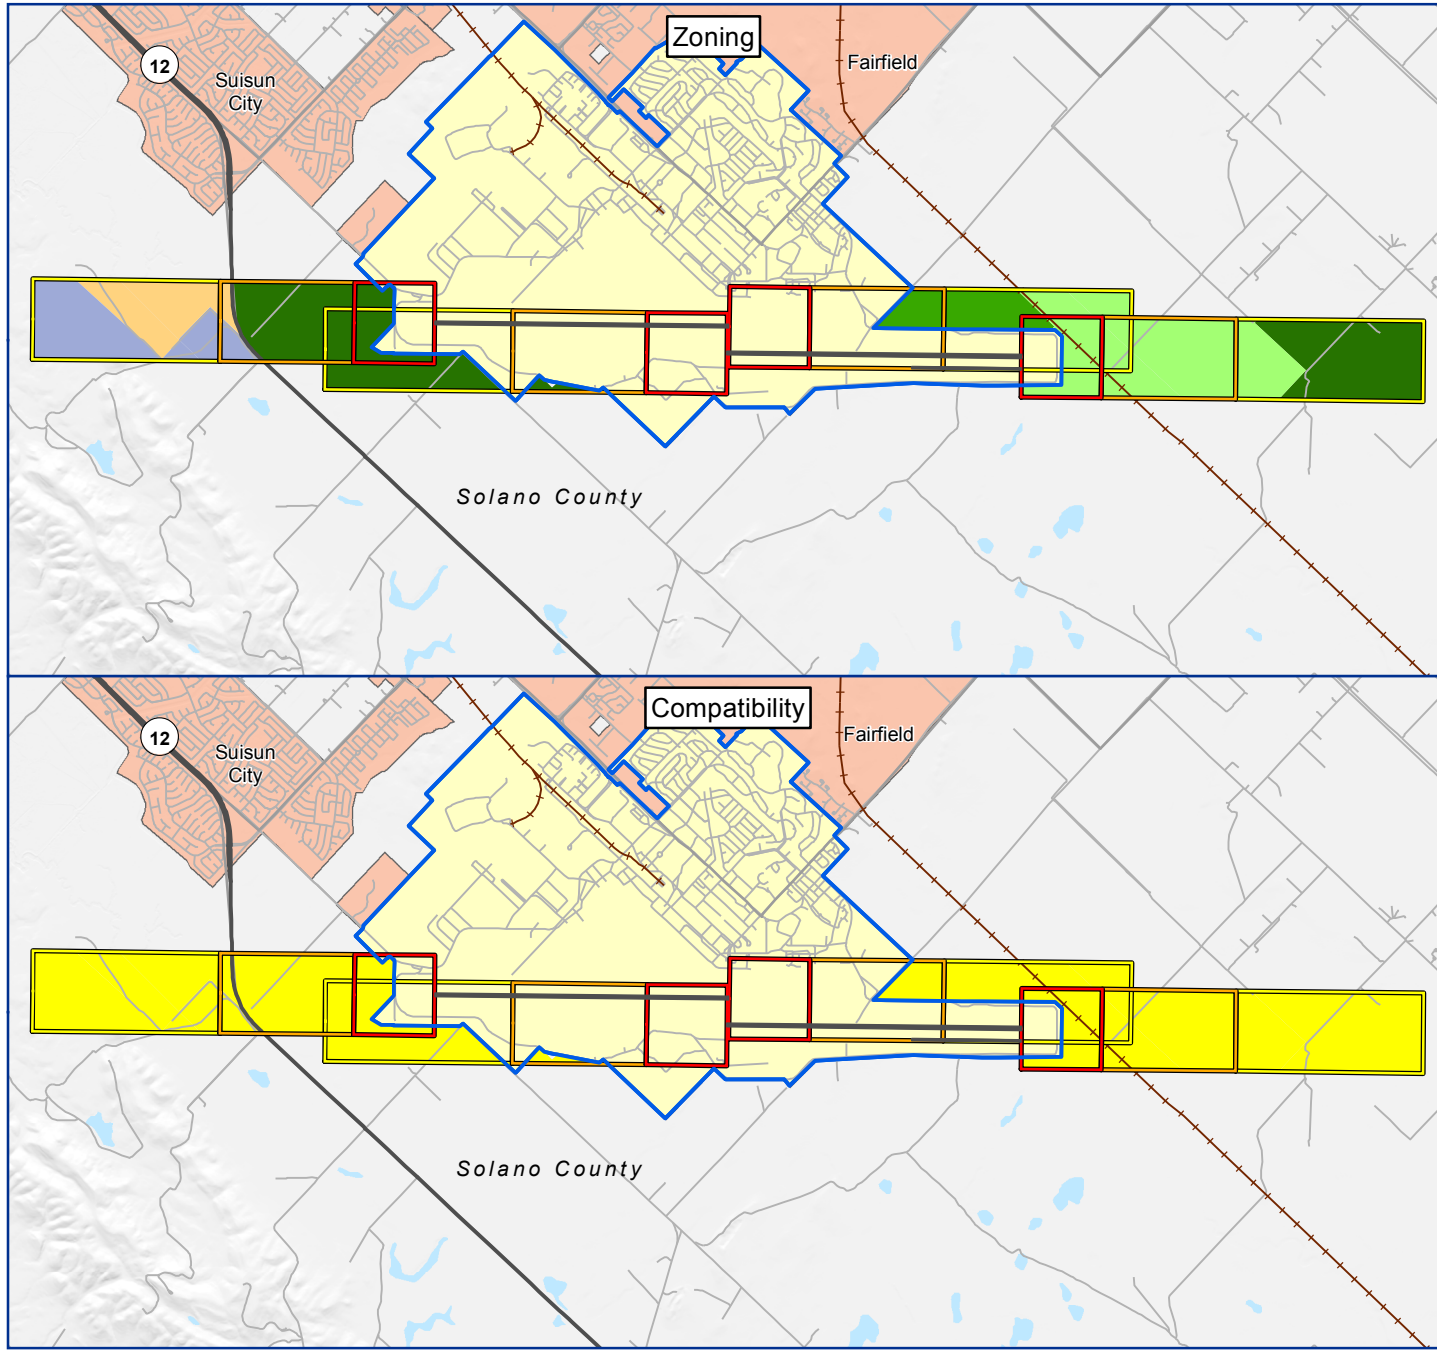 Zoning
12
Suisun
City
Fairfield
Solano County
Compatibility
12
Suisun
City
Fairfield
Solano County